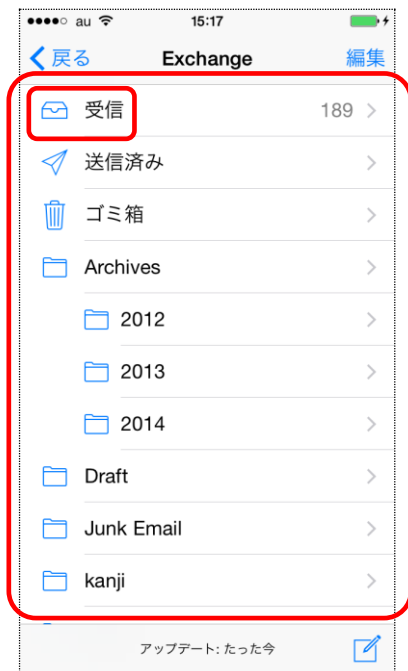 au 15:17
戻る Exchange 編集
受信 189
送信済み
ゴミ箱
Archives
2012
2013
2014
Draft
Junk Email
kanji
アップデート: たった今